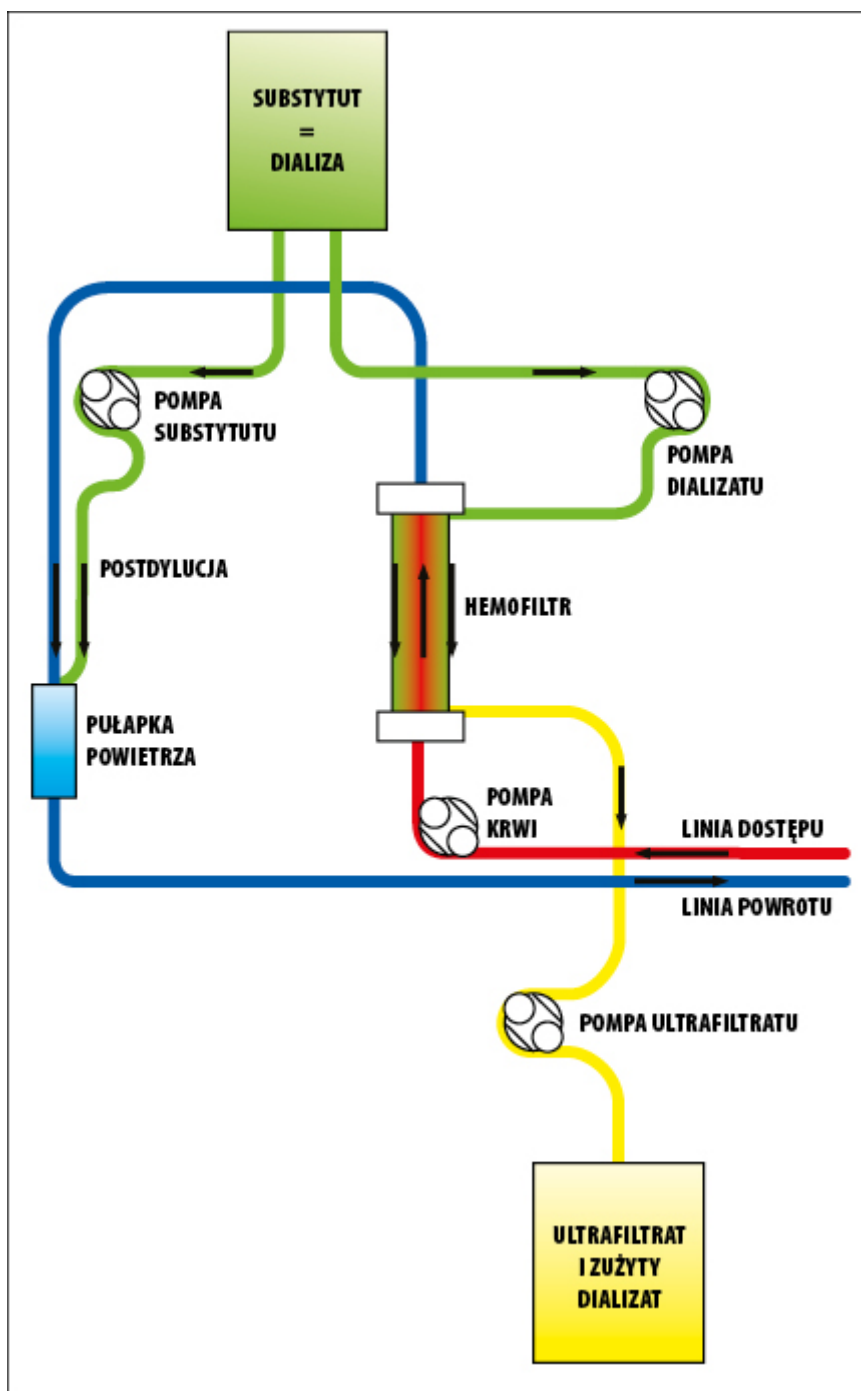 SUBSTYTUT
=
DIALIZA
POMPA
SUBSTYTUTU
POMPA
DIALIZATU
POSTDYLUCJA
HEMOFILTR
PUŁAPKA
POWIETRZA
POMPA
KRWI
LINIA DOSTĘPU
LINIA POWROTU
POMPA ULTRAFILTRATU
ULTRAFILTRAT
I ZUŻYTY
DIALIZAT